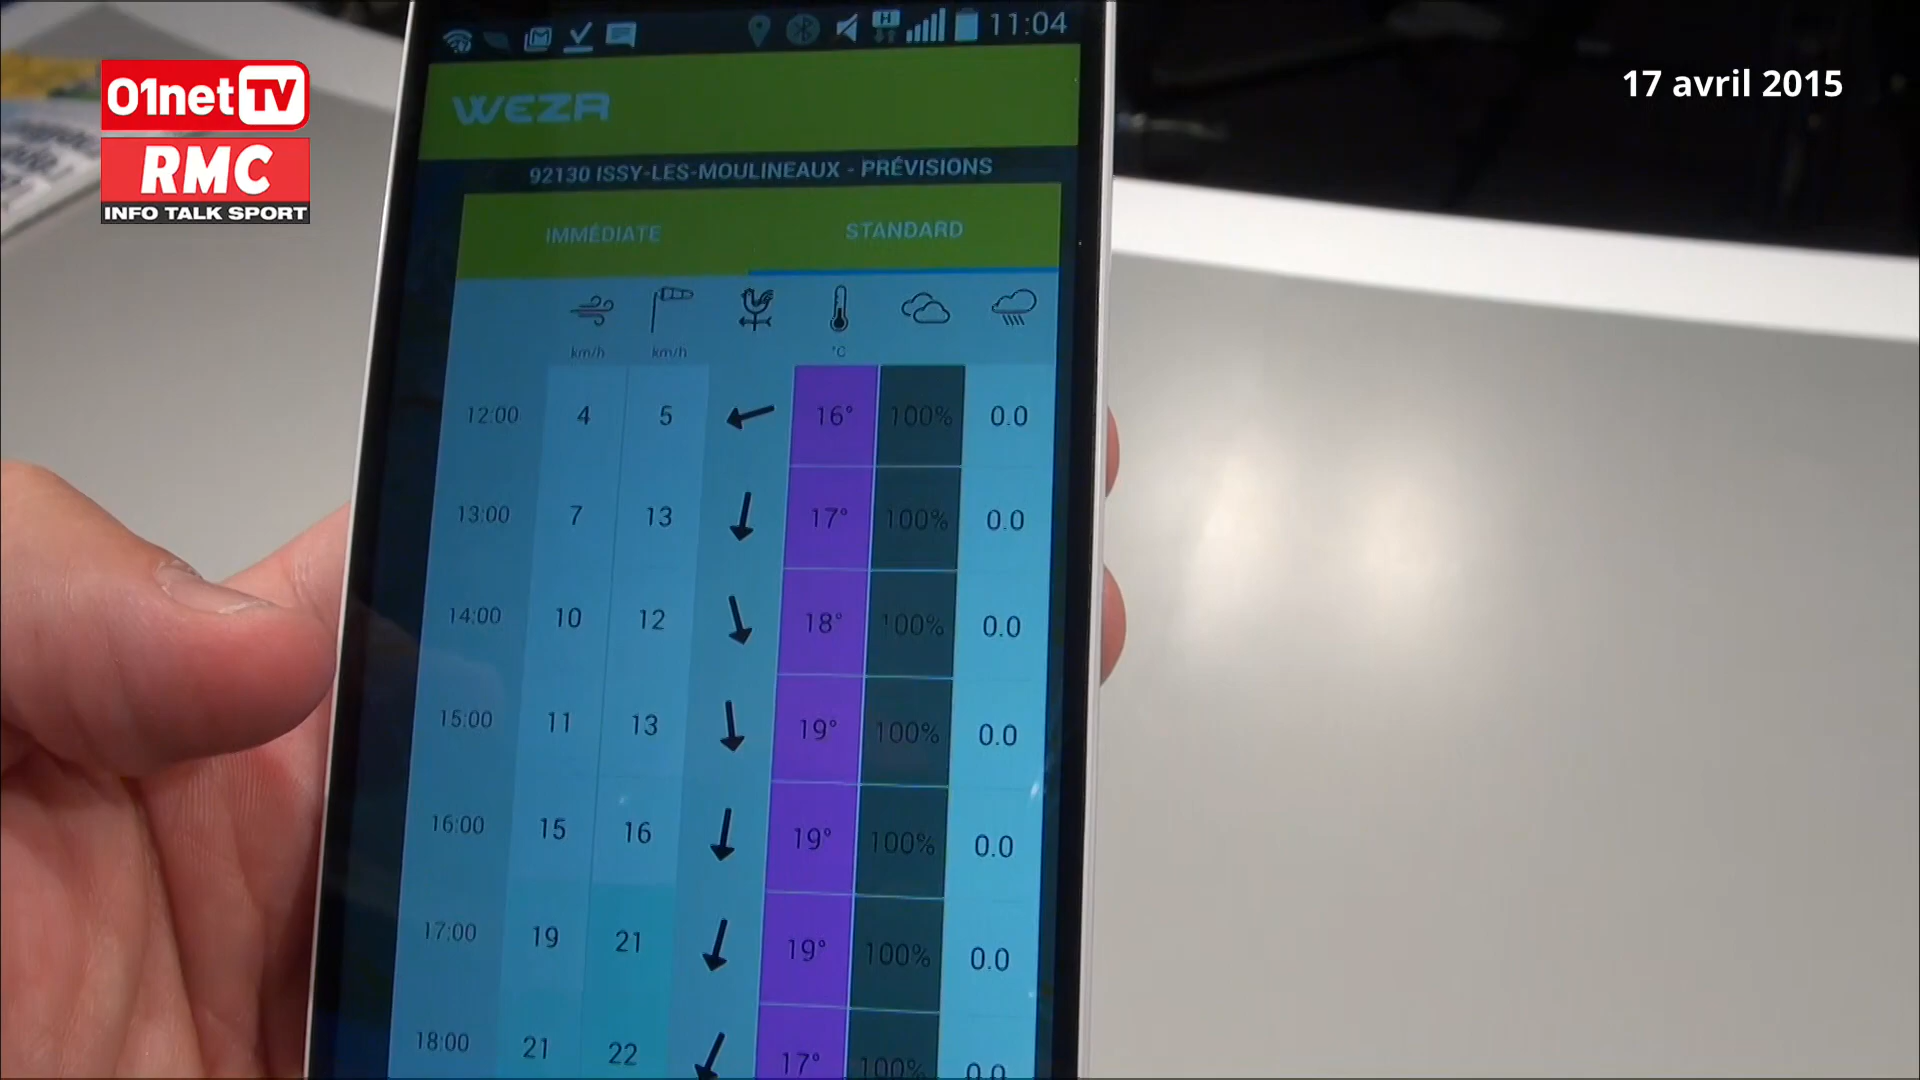 01net TV
RMC
INFO TALK SPORT
17 avril 2015
11:04
WEZR
92130 ISSY-LES-MOULINEAUX - PRÉVISIONS
IMMÉDIATE STANDARD
km/h km/h °C
12:00 4 5 16° 100% 0.0
13:00 7 13 17° 100% 0.0
14:00 10 12 18° 100% 0.0
15:00 11 13 19° 100% 0.0
16:00 15 16 19° 100% 0.0
17:00 19 21 19° 100% 0.0
18:00 21 22 17° 100% 0.0